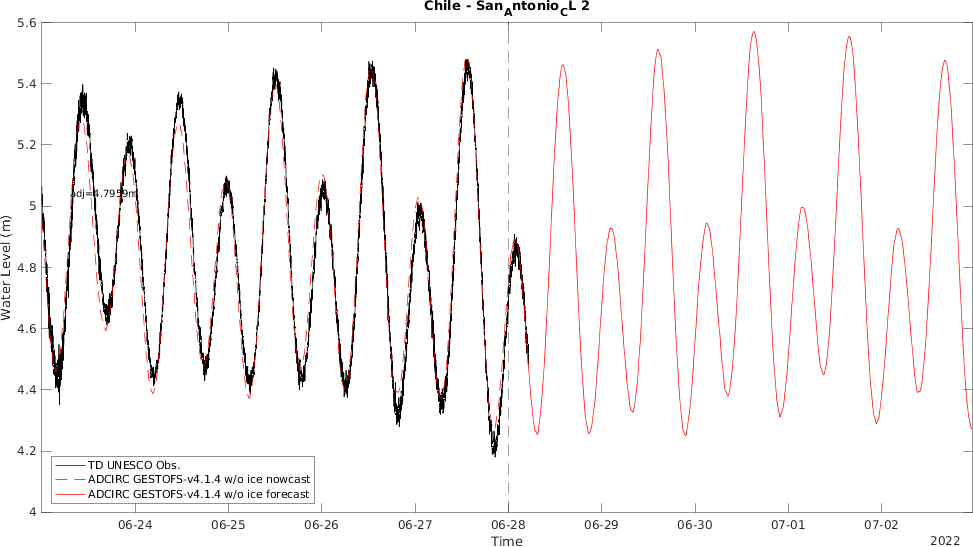 Chile - SanAntonioCL 2
5.6
5.4
5.2
5
4.8
4.6
4.4
4.2
4
Water Level (m)
adj=4.7959m
TD UNESCO Obs.
ADCIRC GESTOFS-v4.1.4 w/o ice nowcast
ADCIRC GESTOFS-v4.1.4 w/o ice forecast
06-24 06-25 06-26 06-27 06-28 06-29 06-30 07-01 07-02
Time
2022